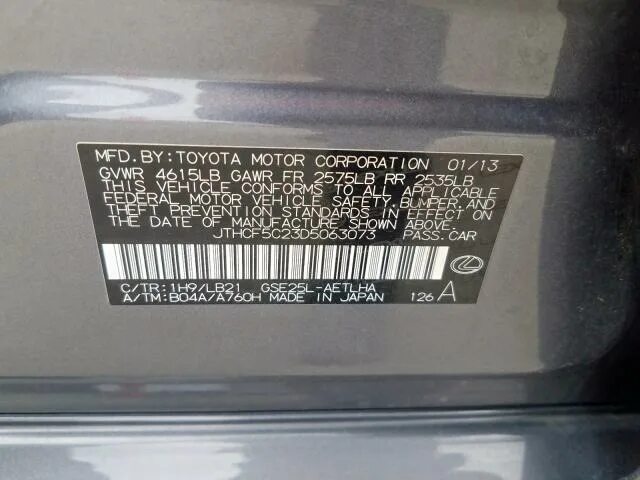 MFD. BY: TOYOTA MOTOR CORPORATION 01/13
GVWR 4615LB GAWR FR 2575LB RR 2535LB
THIS VEHICLE CONFORMS TO ALL APPLICABLE
FEDERAL MOTOR VEHICLE SAFETY, BUMPER, AND
THEFT PREVENTION STANDARDS IN EFFECT ON
THE DATE OF MANUFACTURE SHOWN ABOVE.
JTHCF5C23D5063073 PASS. CAR
C/TR: 1H9/LB21 GSE25L-AETLHA
A/TM: B04A/A760H MADE IN JAPAN 126 A